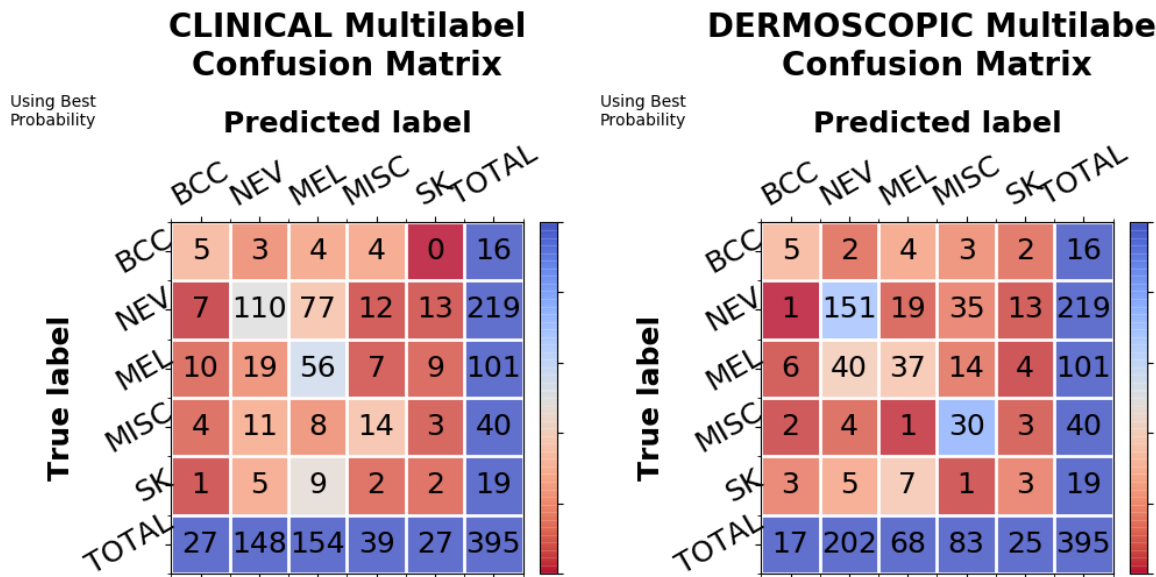 CLINICAL Multilabel
Confusion Matrix
Using Best
Probability
Predicted label
BCC NEV MEL MISC SK TOTAL
True label
BCC 5 3 4 4 0 16
NEV 7 110 77 12 13 219
MEL 10 19 56 7 9 101
MISC 4 11 8 14 3 40
SK 1 5 9 2 2 19
TOTAL 27 148 154 39 27 395
DERMOSCOPIC Multilabe
Confusion Matrix
Using Best
Probability
Predicted label
BCC NEV MEL MISC SK TOTAL
True label
BCC 5 2 4 3 2 16
NEV 1 151 19 35 13 219
MEL 6 40 37 14 4 101
MISC 2 4 1 30 3 40
SK 3 5 7 1 3 19
TOTAL 17 202 68 83 25 395